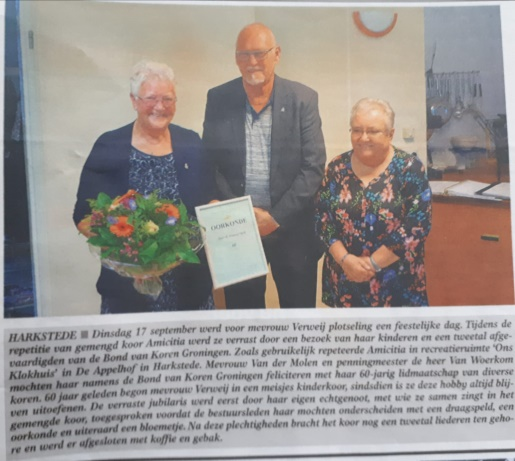 OORKONDE
HARKSTEDE ■ Dinsdag 17 september werd voor mevrouw Verweij plotseling een feestelijke dag. Tijdens de
repetitie van gemengd koor Amicitia werd ze verrast door een bezoek van haar kinderen en een tweetal afge-
vaardigden van de Bond van Koren Groningen. Zoals gebruikelijk repeteerde Amicitia in recreatieruimte 'Ons
Klokhuis' in De Appelhof in Harkstede. Mevrouw Van der Molen en penningmeester de heer Van Woerkom
mochten haar namens de Bond van Koren Groningen feliciteren met haar 60-jarig lidmaatschap van diverse
koren. 60 jaar geleden begon mevrouw Verweij in een meisjes kinderkoor, sindsdien is ze deze hobby altijd blij-
ven uitoefenen. De verraste jubilaris werd eerst door haar eigen echtgenoot, met wie ze samen zingt in het
gemengde koor, toegesproken voordat de bestuursleden haar mochten onderscheiden met een draagspeld, een
oorkonde en uiteraard een bloemetje. Na deze plechtigheden bracht het koor nog een tweetal liederen ten geho-
re en werd er afgesloten met koffie en gebak.